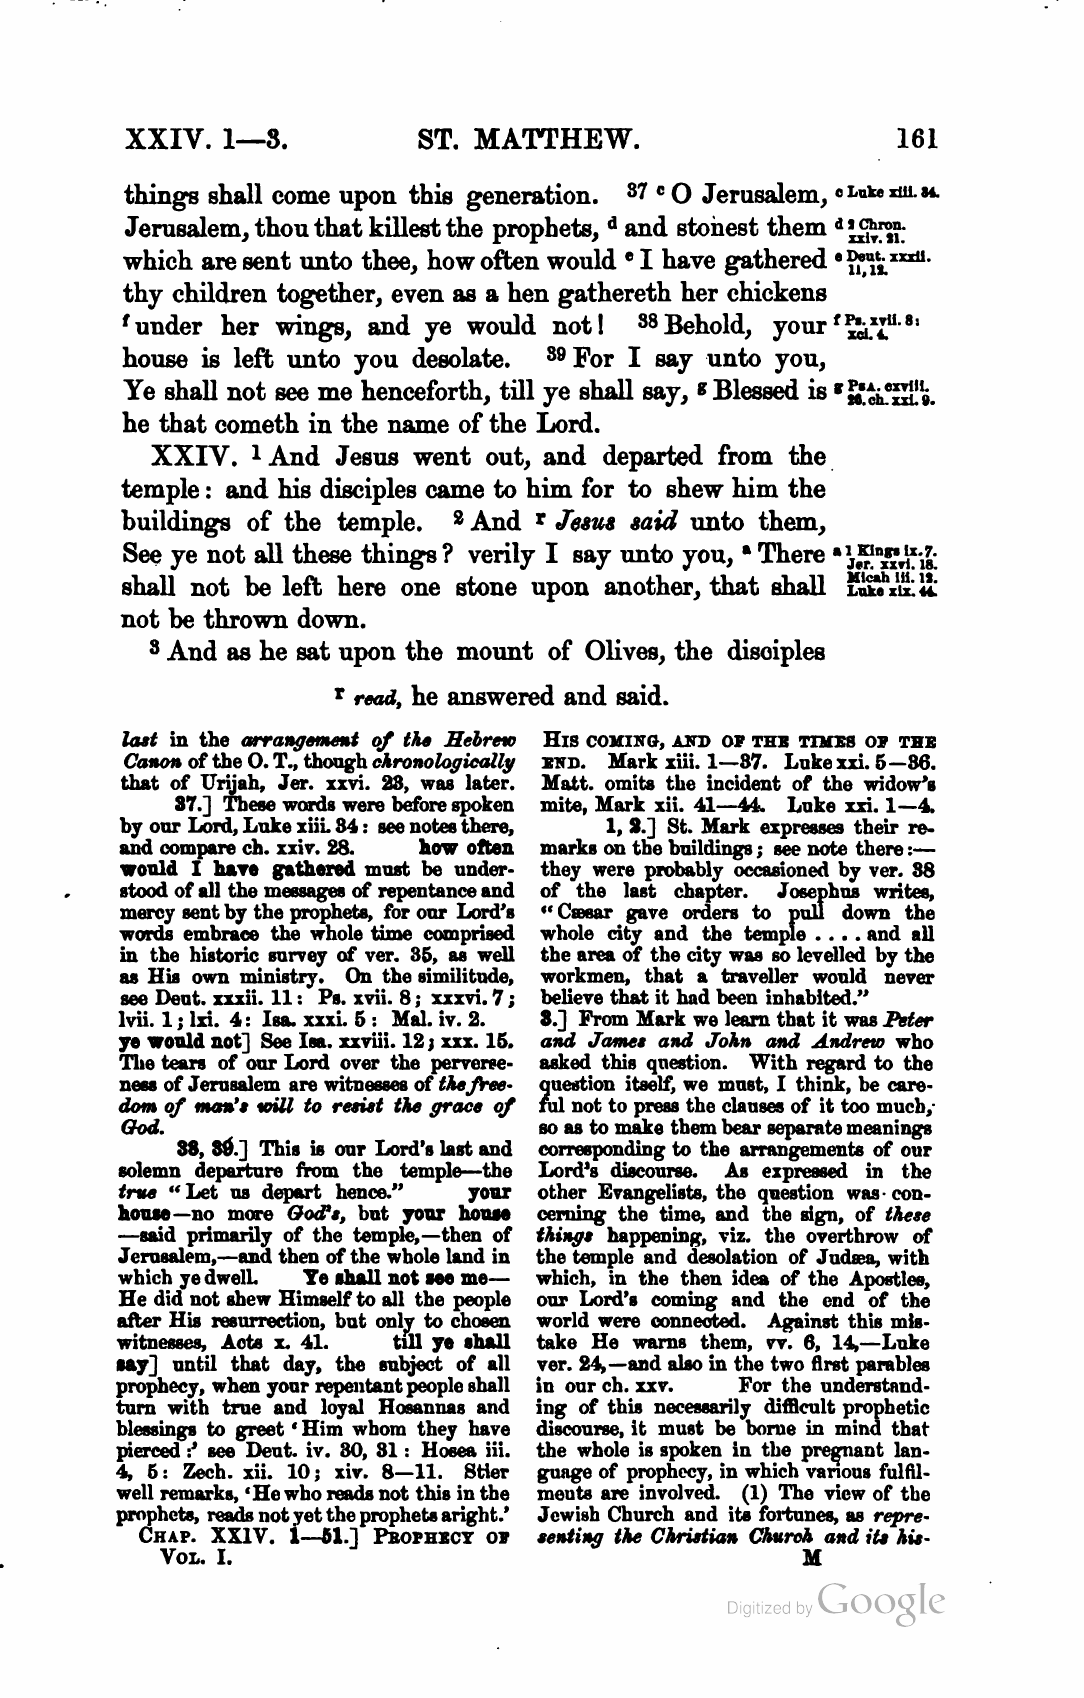 XXIV. 1—3. ST. MATTHEW. 161
things shall come upon this generation. 37 c O Jerusalem,
Jerusalem, thou that killest the prophets, d and stonest them
which are sent unto thee, how often would e I have gathered
thy children together, even as a hen gathereth her chickens
f under her wings, and ye would not! 38 Behold, your
house is left unto you desolate. 39 For I say unto you,
Ye shall not see me henceforth, till ye shall say, g Blessed is
he that cometh in the name of the Lord.
c Luke xiii. 34.
d 2 Chron.
xxiv. 21.
e Deut. xxxii.
11, 12.
f Ps. xvii. 8:
xci. 4.
g PSA. cxviii.
26. ch. xxi. 9.
XXIV. 1 And Jesus went out, and departed from the
temple: and his disciples came to him for to shew him the
buildings of the temple. 2 And r Jesus said unto them,
See ye not all these things? verily I say unto you, a There
shall not be left here one stone upon another, that shall
not be thrown down.
a 1 Kings ix. 7.
Jer. xxvi. 18.
Micah iii. 12.
Luke xix. 44.
3 And as he sat upon the mount of Olives, the disciples
r read, he answered and said.
last in the arrangement of the Hebrew
Canon of the O. T., though chronologically
that of Urijah, Jer. xxvi. 23, was later.
37.] These words were before spoken
by our Lord, Luke xiii. 34: see notes there,
and compare ch. xxiv. 28. how often
would I have gathered must be under-
stood of all the messages of repentance and
mercy sent by the prophets, for our Lord's
words embrace the whole time comprised
in the historic survey of ver. 35, as well
as His own ministry. On the similitude,
see Deut. xxxii. 11: Ps. xvii. 8; xxxvi. 7;
lvii. 1; lxi. 4: Isa. xxxi. 5: Mal. iv. 2.
ye would not] See Isa. xxviii. 12; xxx. 15.
The tears of our Lord over the perverse-
ness of Jerusalem are witnesses of the free-
dom of man's will to resist the grace of
God.
38, 39.] This is our Lord's last and
solemn departure from the temple—the
true “Let us depart hence.” your
house—no more God's, but your house
—said primarily of the temple,—then of
Jerusalem,—and then of the whole land in
which ye dwell. Ye shall not see me—
He did not shew Himself to all the people
after His resurrection, but only to chosen
witnesses, Acts x. 41. till ye shall
say] until that day, the subject of all
prophecy, when your repentant people shall
turn with true and loyal Hosannas and
blessings to greet ‘Him whom they have
pierced:’ see Deut. iv. 30, 31: Hosea iii.
4, 5: Zech. xii. 10; xiv. 8—11. Stier
well remarks, ‘He who reads not this in the
prophets, reads not yet the prophets aright.’
CHAP. XXIV. 1—51.] PROPHECY OF
VOL. I.
HIS COMING, AND OF THE TIMES OF THE
END. Mark xiii. 1—37. Luke xxi. 5—36.
Matt. omits the incident of the widow's
mite, Mark xii. 41—44. Luke xxi. 1—4.
1, 2.] St. Mark expresses their re-
marks on the buildings; see note there:—
they were probably occasioned by ver. 38
of the last chapter. Josephus writes,
“Cæsar gave orders to pull down the
whole city and the temple .... and all
the area of the city was so levelled by the
workmen, that a traveller would never
believe that it had been inhabited.”
3.] From Mark we learn that it was Peter
and James and John and Andrew who
asked this question. With regard to the
question itself, we must, I think, be care-
ful not to press the clauses of it too much,
so as to make them bear separate meanings
corresponding to the arrangements of our
Lord's discourse. As expressed in the
other Evangelists, the question was con-
cerning the time, and the sign, of these
things happening, viz. the overthrow of
the temple and desolation of Judæa, with
which, in the then idea of the Apostles,
our Lord's coming and the end of the
world were connected. Against this mis-
take He warns them, vv. 6, 14,—Luke
ver. 24,—and also in the two first parables
in our ch. xxv. For the understand-
ing of this necessarily difficult prophetic
discourse, it must be borne in mind that
the whole is spoken in the pregnant lan-
guage of prophecy, in which various fulfil-
ments are involved. (1) The view of the
Jewish Church and its fortunes, as repre-
senting the Christian Church and its his-
M
Digitized by Google